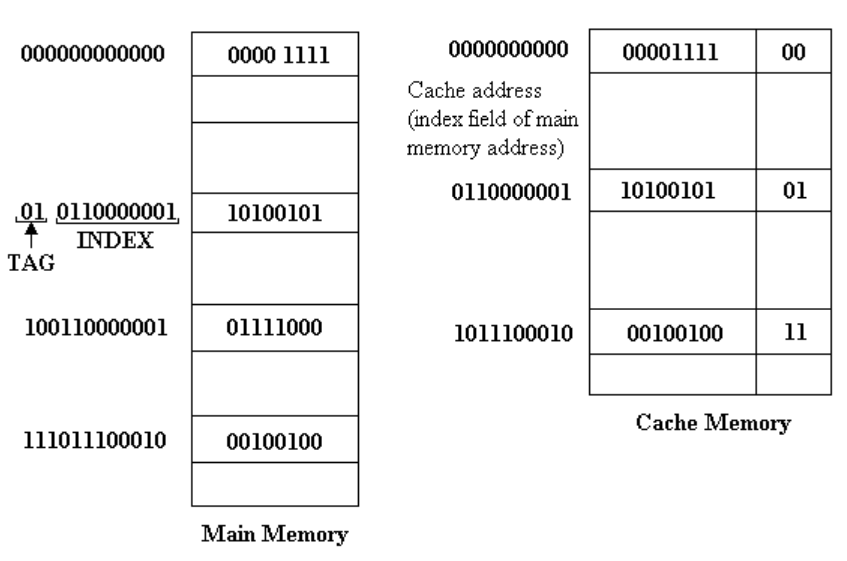 000000000000 0000 1111
01 0110000001 10100101
INDEX
TAG
100110000001 01111000
111011100010 00100100
Main Memory
0000000000 00001111 00
Cache address
(index field of main
memory address)
0110000001 10100101 01
1011100010 00100100 11
Cache Memory